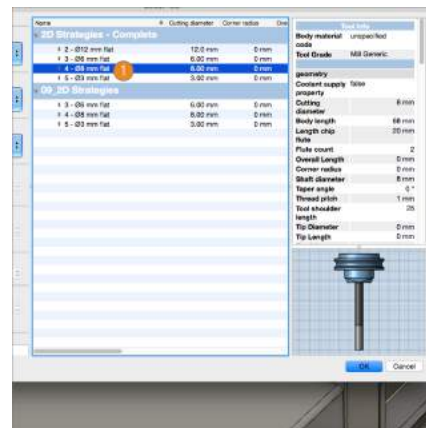 Name # Cutting diameter Corner radius
2D Strategies - Complete
2 - Ø12 mm flat 12.0 mm 0 mm
3 - Ø6 mm flat 6.00 mm 0 mm
4 - Ø8 mm flat 8.00 mm 0 mm
1
5 - Ø3 mm flat 3.00 mm 0 mm
09_2D Strategies
3 - Ø6 mm flat 6.00 mm 0 mm
4 - Ø8 mm flat 8.00 mm 0 mm
5 - Ø3 mm flat 3.00 mm 0 mm
Tool Info
Body material unspecified
code
Tool Grade Mill Generic
geometry
Coolant supply false
property
Cutting 8 mm
diameter
Body length 66 mm
Length chip 20 mm
flute
Flute count 2
Overall Length 0 mm
Corner radius 0 mm
Shaft diameter 8 mm
Taper angle 0 °
Thread pitch 1 mm
Tool shoulder 25
length
Tip Diameter 0 mm
Tip Length 0 mm
OK Cancel